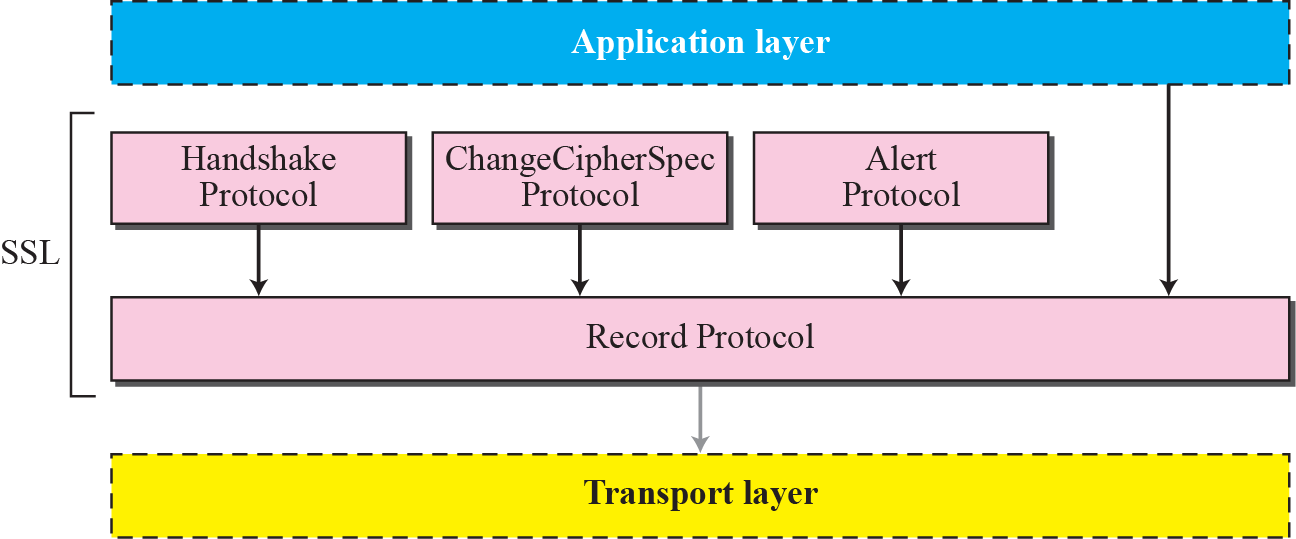 Application layer
Handshake
Protocol
ChangeCipherSpec
Protocol
Alert
Protocol
SSL
Record Protocol
Transport layer